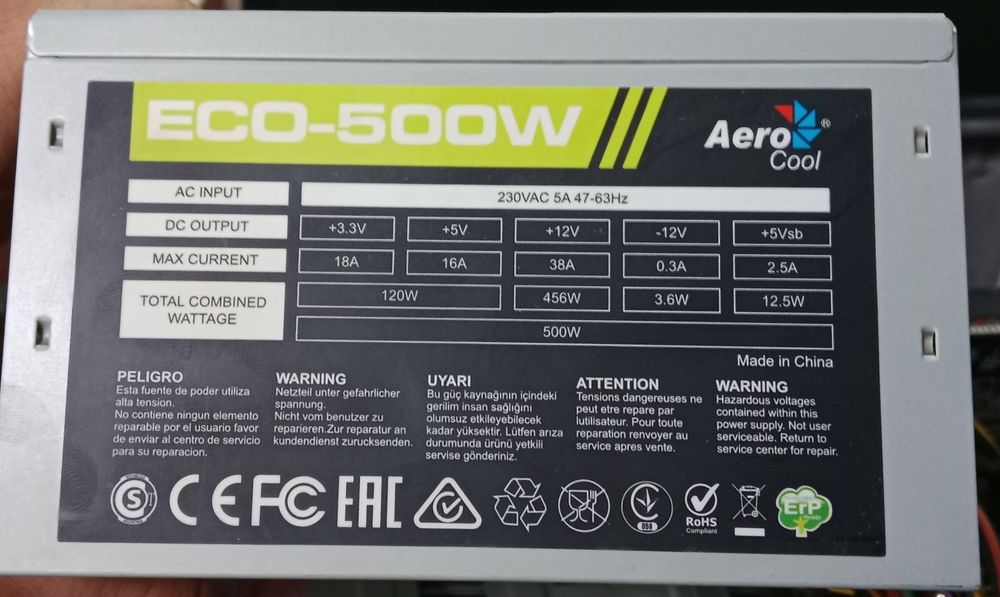 ECO-500W
Aero
Cool
®
AC INPUT 230VAC 5A 47-63Hz
DC OUTPUT +3.3V +5V +12V -12V +5Vsb
MAX CURRENT 18A 16A 38A 0.3A 2.5A
TOTAL COMBINED
WATTAGE
120W 456W 3.6W 12.5W
500W
Made in China
PELIGRO
Esta fuente de poder utiliza
alta tension.
No contiene ningun elemento
reparable por el usuario favor
de enviar al centro de servicio
para su reparacion.
WARNING
Netzteil unter gefahrlicher
spannung.
Nicht vom benutzer zu
reparieren.Zur reparatur an
kundendienst zurucksenden.
UYARI
Bu güç kaynağının içindeki
gerilim insan sağlığını
olumsuz etkileyebilecek
kadar yüksektir. Lütfen arıza
durumunda ürünü yetkili
servise gönderiniz.
ATTENTION
Tensions dangereuses ne
peut etre repare par
lutilisateur. Pour toute
reparation renvoyer au
service apres vente.
WARNING
Hazardous voltages
contained within this
power supply. Not user
serviceable. Return to
service center for repair.
S CE FC EAC 059 RoHS
Compliant
ErP